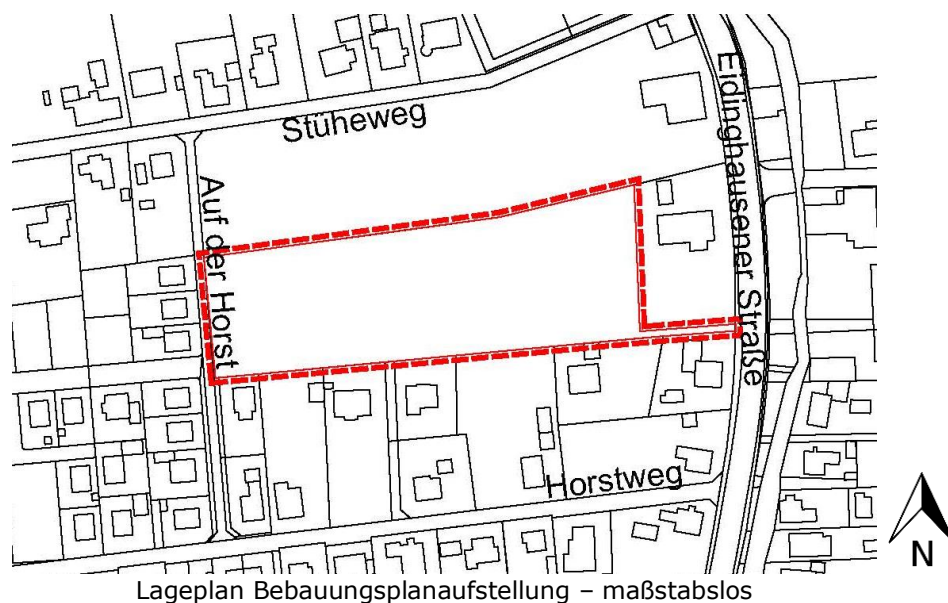 Stüheweg
Eidinghausener Straße
Auf der Horst
Horstweg
N
Lageplan Bebauungsplanaufstellung – maßstabslos